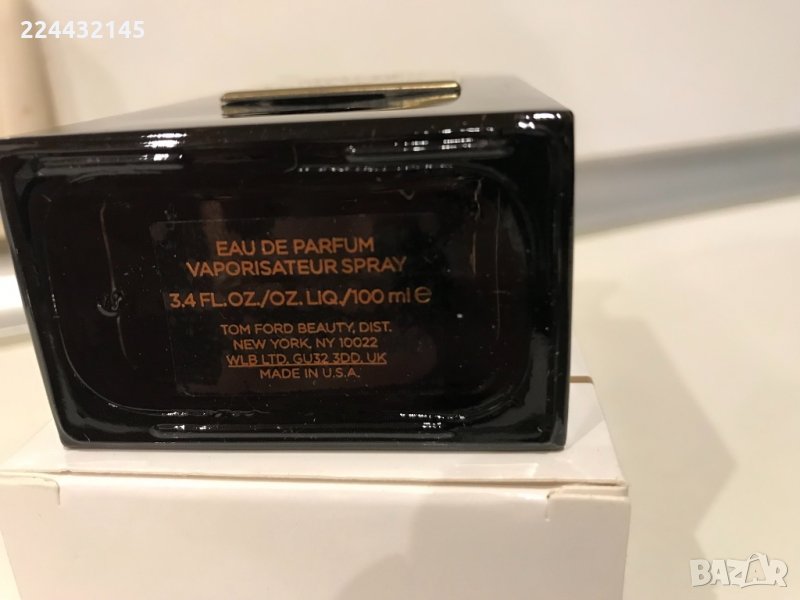 224432145
EAU DE PARFUM
VAPORISATEUR SPRAY
3.4 FL. OZ./OZ. LIQ./100 ml e
TOM FORD BEAUTY, DIST.
NEW YORK, NY 10022
WLB LTD. GU32 3DD. UK
MADE IN U.S.A.
BAZAR